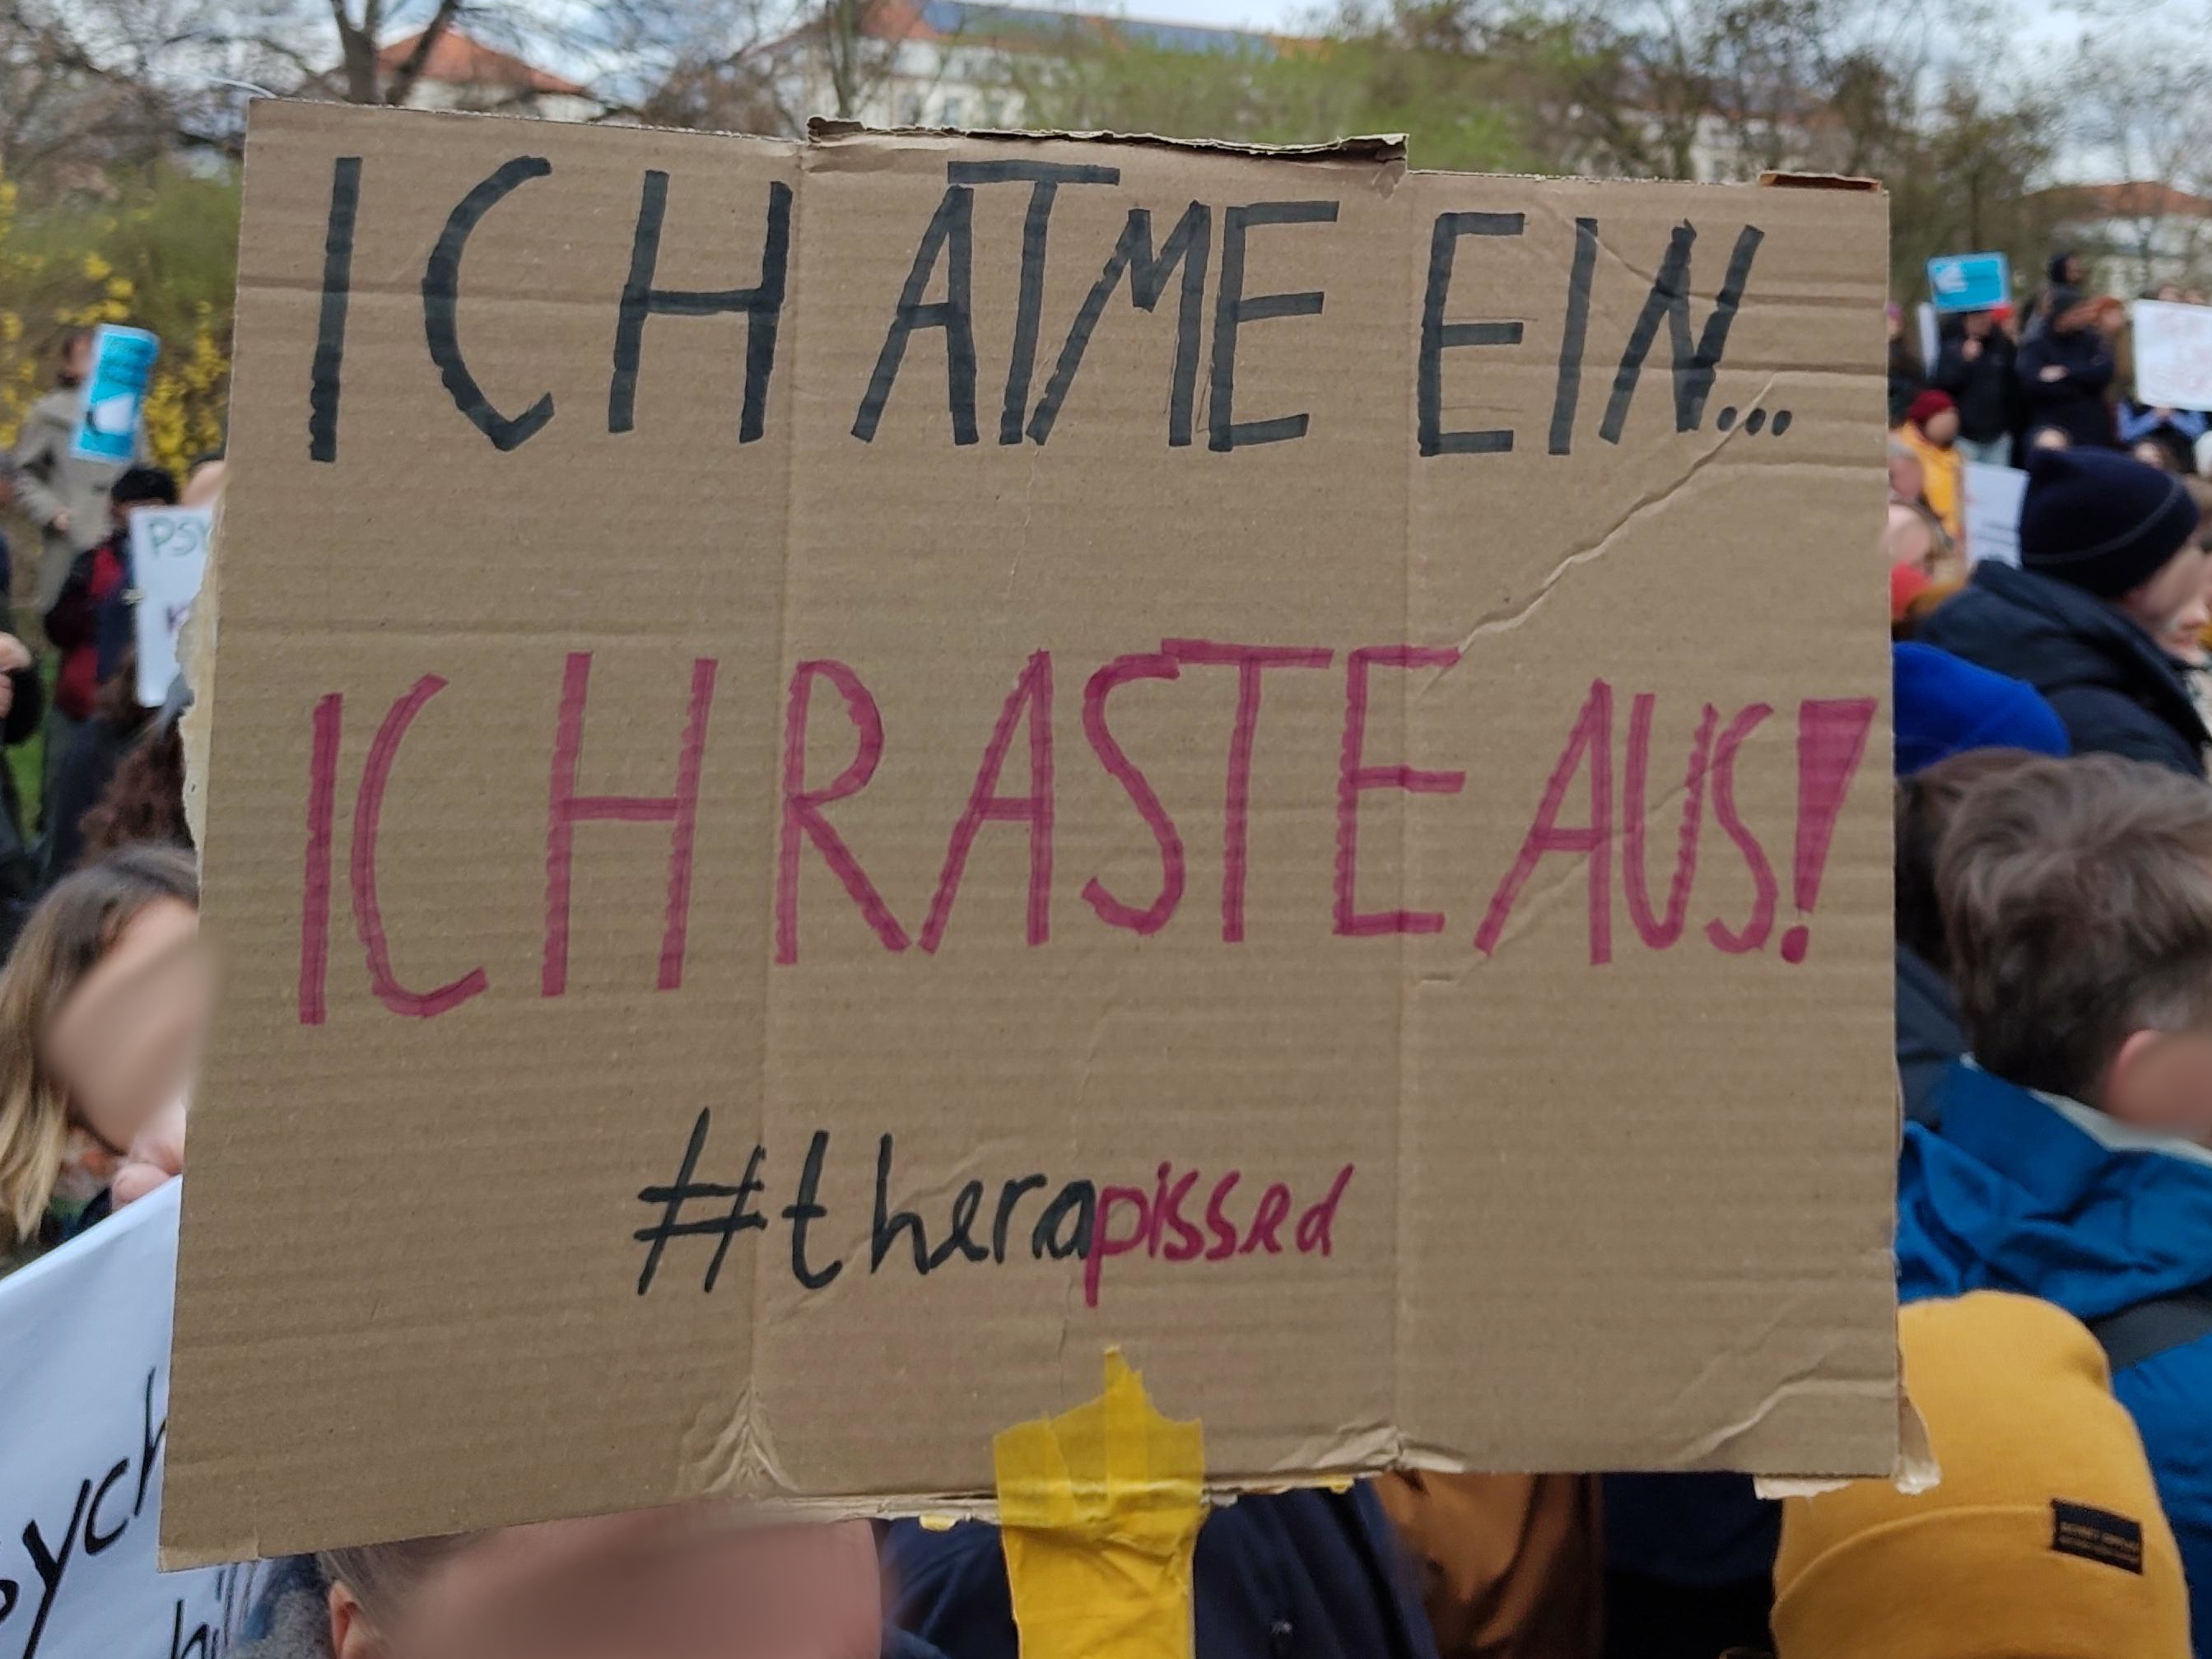 ICH ATME EIN...
ICH RASTE AUS!
#therapissed